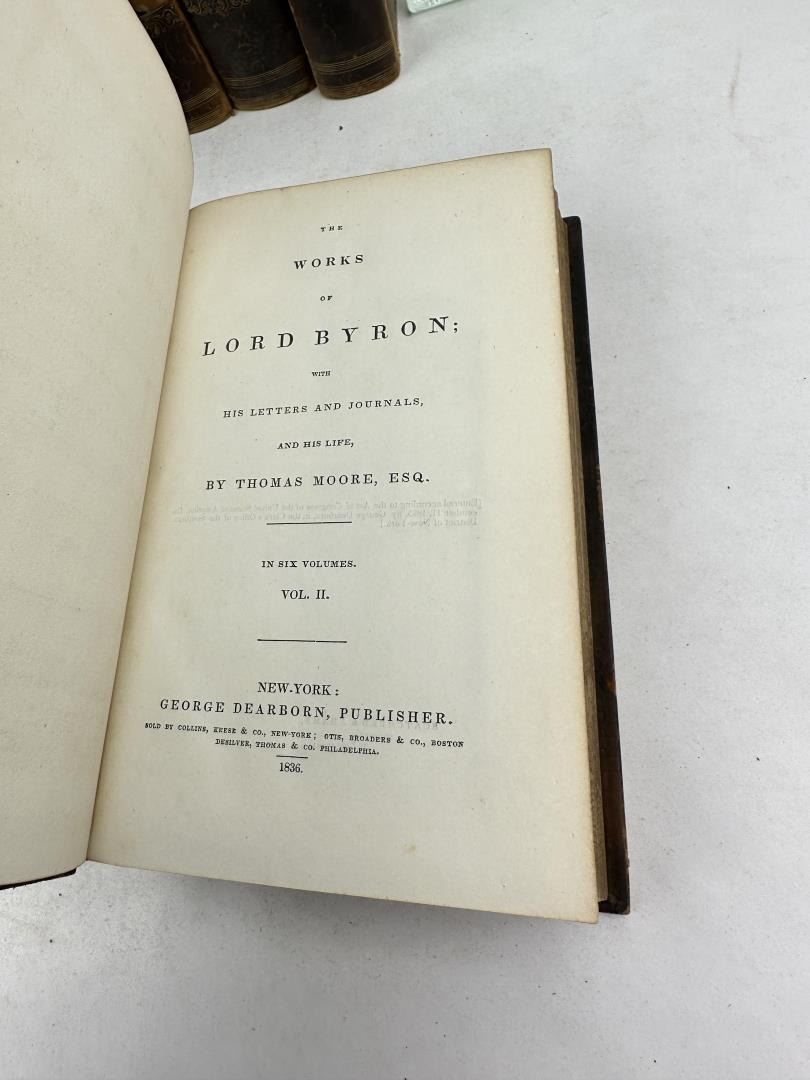 THE
WORKS
OF
LORD BYRON;
WITH
HIS LETTERS AND JOURNALS,
AND HIS LIFE,
BY THOMAS MOORE, ESQ.
IN SIX VOLUMES.
VOL. II.
NEW-YORK:
GEORGE DEARBORN, PUBLISHER.
SOLD BY COLLINS, KEESE & CO., NEW-YORK; OTIS, BROADERS & CO., BOSTON
DESILVER, THOMAS & CO. PHILADELPHIA.
1836.